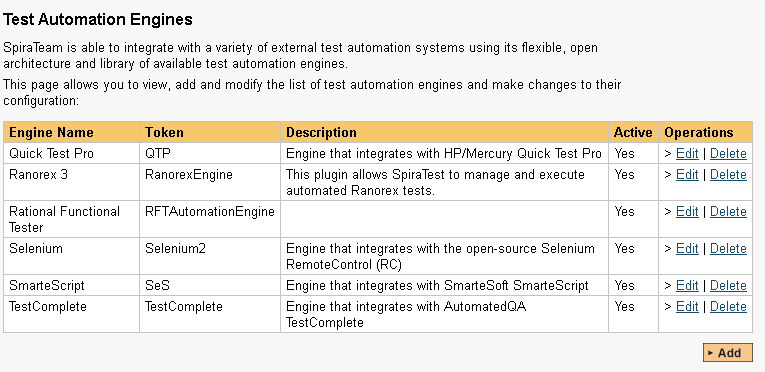 Test Automation Engines
SpiraTeam is able to integrate with a variety of external test automation systems using its flexible, open
architecture and library of available test automation engines.
This page allows you to view, add and modify the list of test automation engines and make changes to their
configuration:
Engine Name Token Description Active Operations
Quick Test Pro QTP Engine that integrates with HP/Mercury Quick Test Pro Yes > Edit | Delete
Ranorex 3 RanorexEngine This plugin allows SpiraTest to manage and execute Yes > Edit | Delete
automated Ranorex tests.
Rational Functional RFTAutomationEngine Yes > Edit | Delete
Tester
Selenium Selenium2 Engine that integrates with the open-source Selenium Yes > Edit | Delete
RemoteControl (RC)
SmarteScript SeS Engine that integrates with SmarteSoft SmarteScript Yes > Edit | Delete
TestComplete TestComplete Engine that integrates with AutomatedQA Yes > Edit | Delete
TestComplete
Add